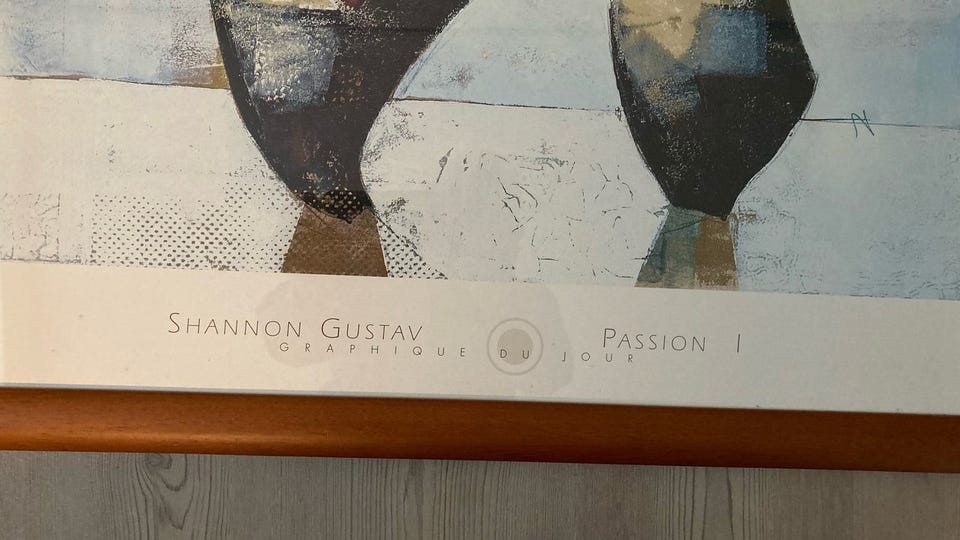 SHANNON GUSTAV PASSION I
GRAPHIQUE DU JOUR